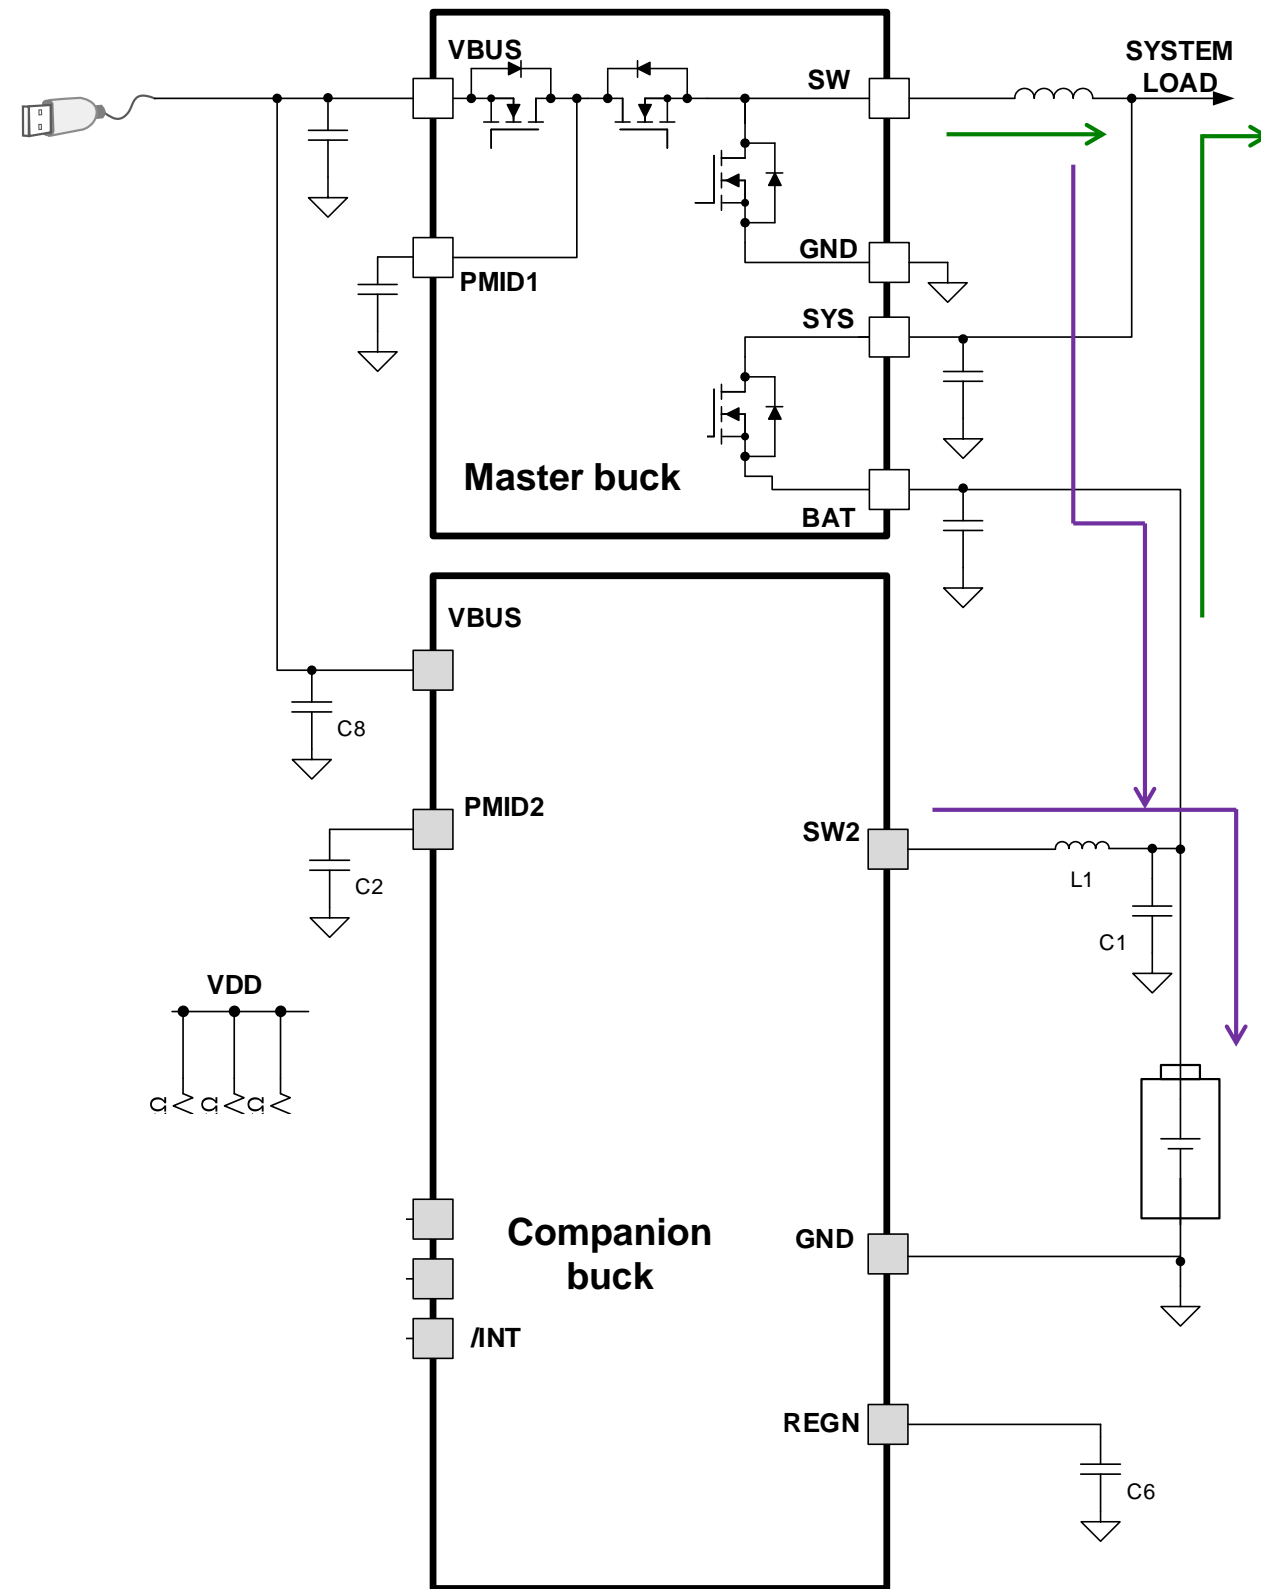 VBUS
SW
SYSTEM
LOAD
GND
PMID1
SYS
Master buck
BAT
VBUS
C8
PMID2
SW2
C2
L1
C1
VDD
Companion
buck
GND
/INT
REGN
C6